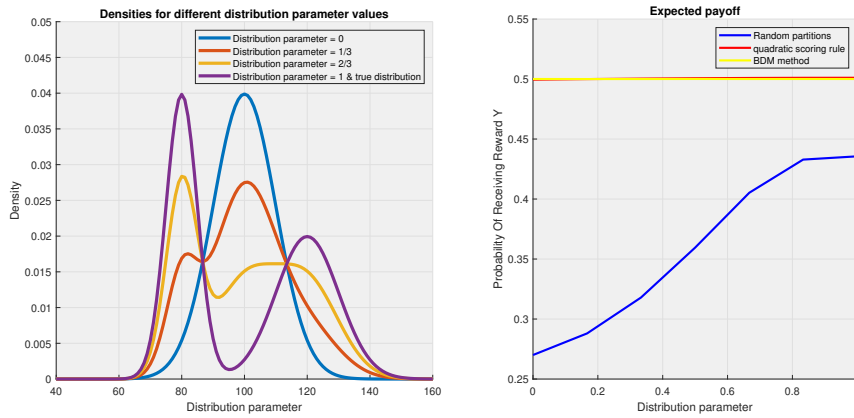 Densities for different distribution parameter values
0.05
0.045
0.04
0.035
0.03
0.025
0.02
0.015
0.01
0.005
0
Density
Distribution parameter = 0
Distribution parameter = 1/3
Distribution parameter = 2/3
Distribution parameter = 1 & true distribution
40 60 80 100 120 140 160
Distribution parameter
Expected payoff
0.55
0.5
0.45
0.4
0.35
0.3
0.25
Probability Of Receiving Reward Y
Random partitions
quadratic scoring rule
BDM method
0 0.2 0.4 0.6 0.8
Distribution parameter